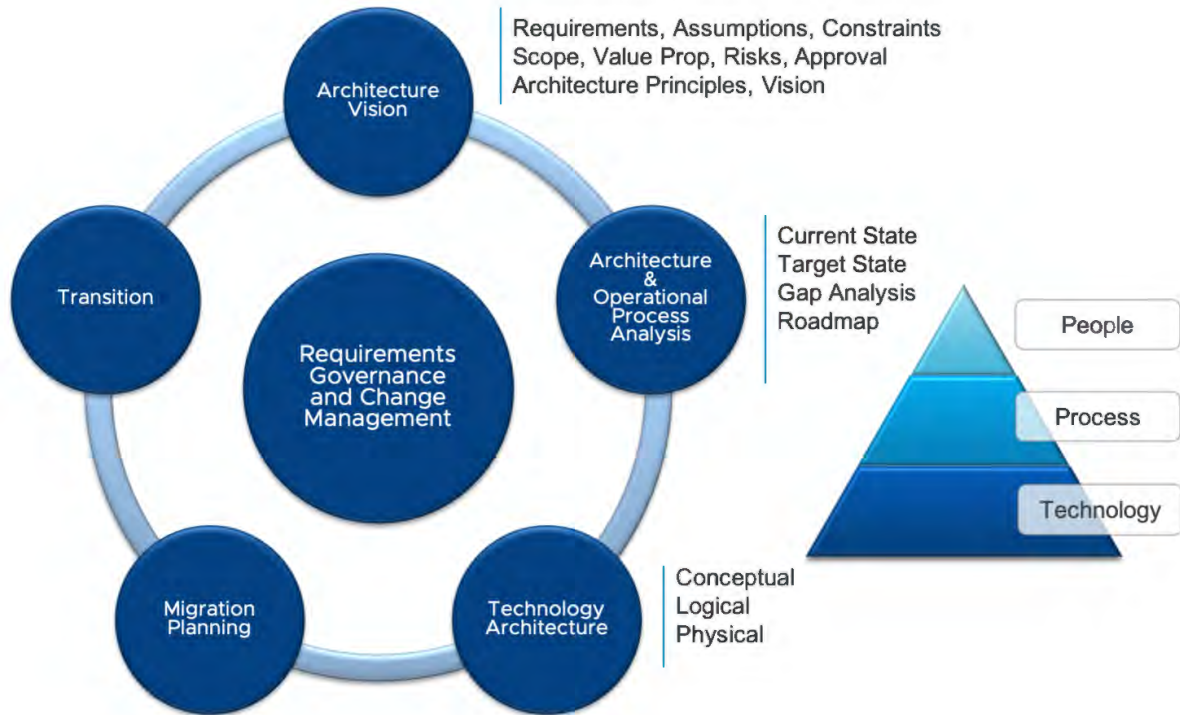 Requirements, Assumptions, Constraints
Scope, Value Prop, Risks, Approval
Architecture Principles, Vision
Architecture
Vision
Current State
Target State
Gap Analysis
Roadmap
Architecture
&
Operational
Process
Analysis
Transition
Requirements
Governance
and Change
Management
People
Process
Technology
Migration
Planning
Technology
Architecture
Conceptual
Logical
Physical